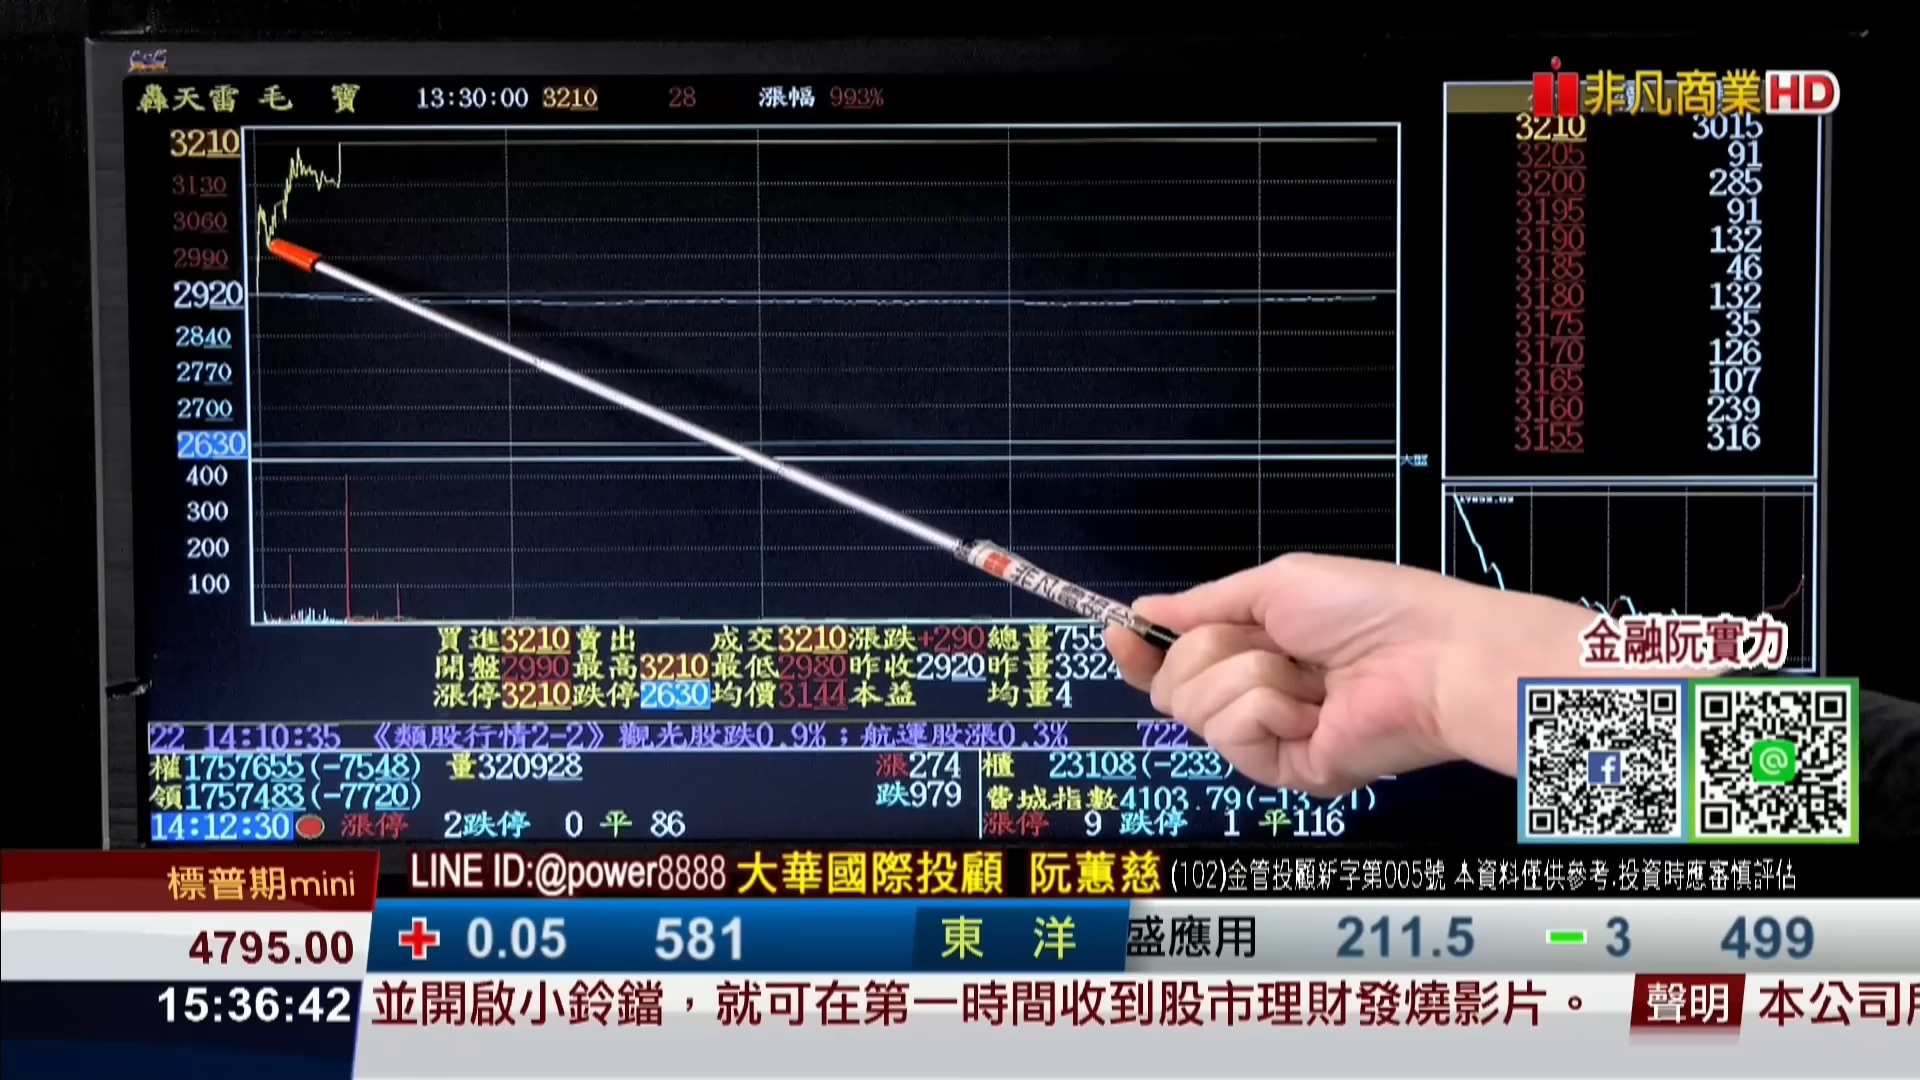 轟天雷 毛 寶 13:30:00 3210 28 漲幅 993%
非凡商業HD
3210
3130
3060
2990
2920
2840
2770
2700
2630
400
300
200
100
大盤
3210 3015
3205 91
3200 285
3195 91
3190 132
3185 46
3180 132
3175 35
3170 126
3165 107
3160 239
3155 316
買進3210賣出 成交3210漲跌+290總量755
開盤2990最高3210最低2980昨收2920昨量3324
漲停3210跌停2630均價3144本益 均量4
22 14:10:35 《類股行情2-2》觀光股跌0.9%;航運股漲0.3% 722
權1757655(-7548) 量320928 漲274 櫃 23108(-233)
領1757483(-7720) 跌979 費城指數4103.79(-13.21)
14:12:30 漲停 2跌停 0 平 86 漲停 9 跌停 1 平116
金融阮實力
標普期mini
4795.00
15:36:42
LINE ID:@power8888 大華國際投顧 阮蕙慈 (102)金管投顧新字第005號 本資料僅供參考,投資時應審慎評估
0.05 581 東 洋 盛應用 211.5 3 499
並開啟小鈴鐺,就可在第一時間收到股市理財發燒影片。 聲明 本公司